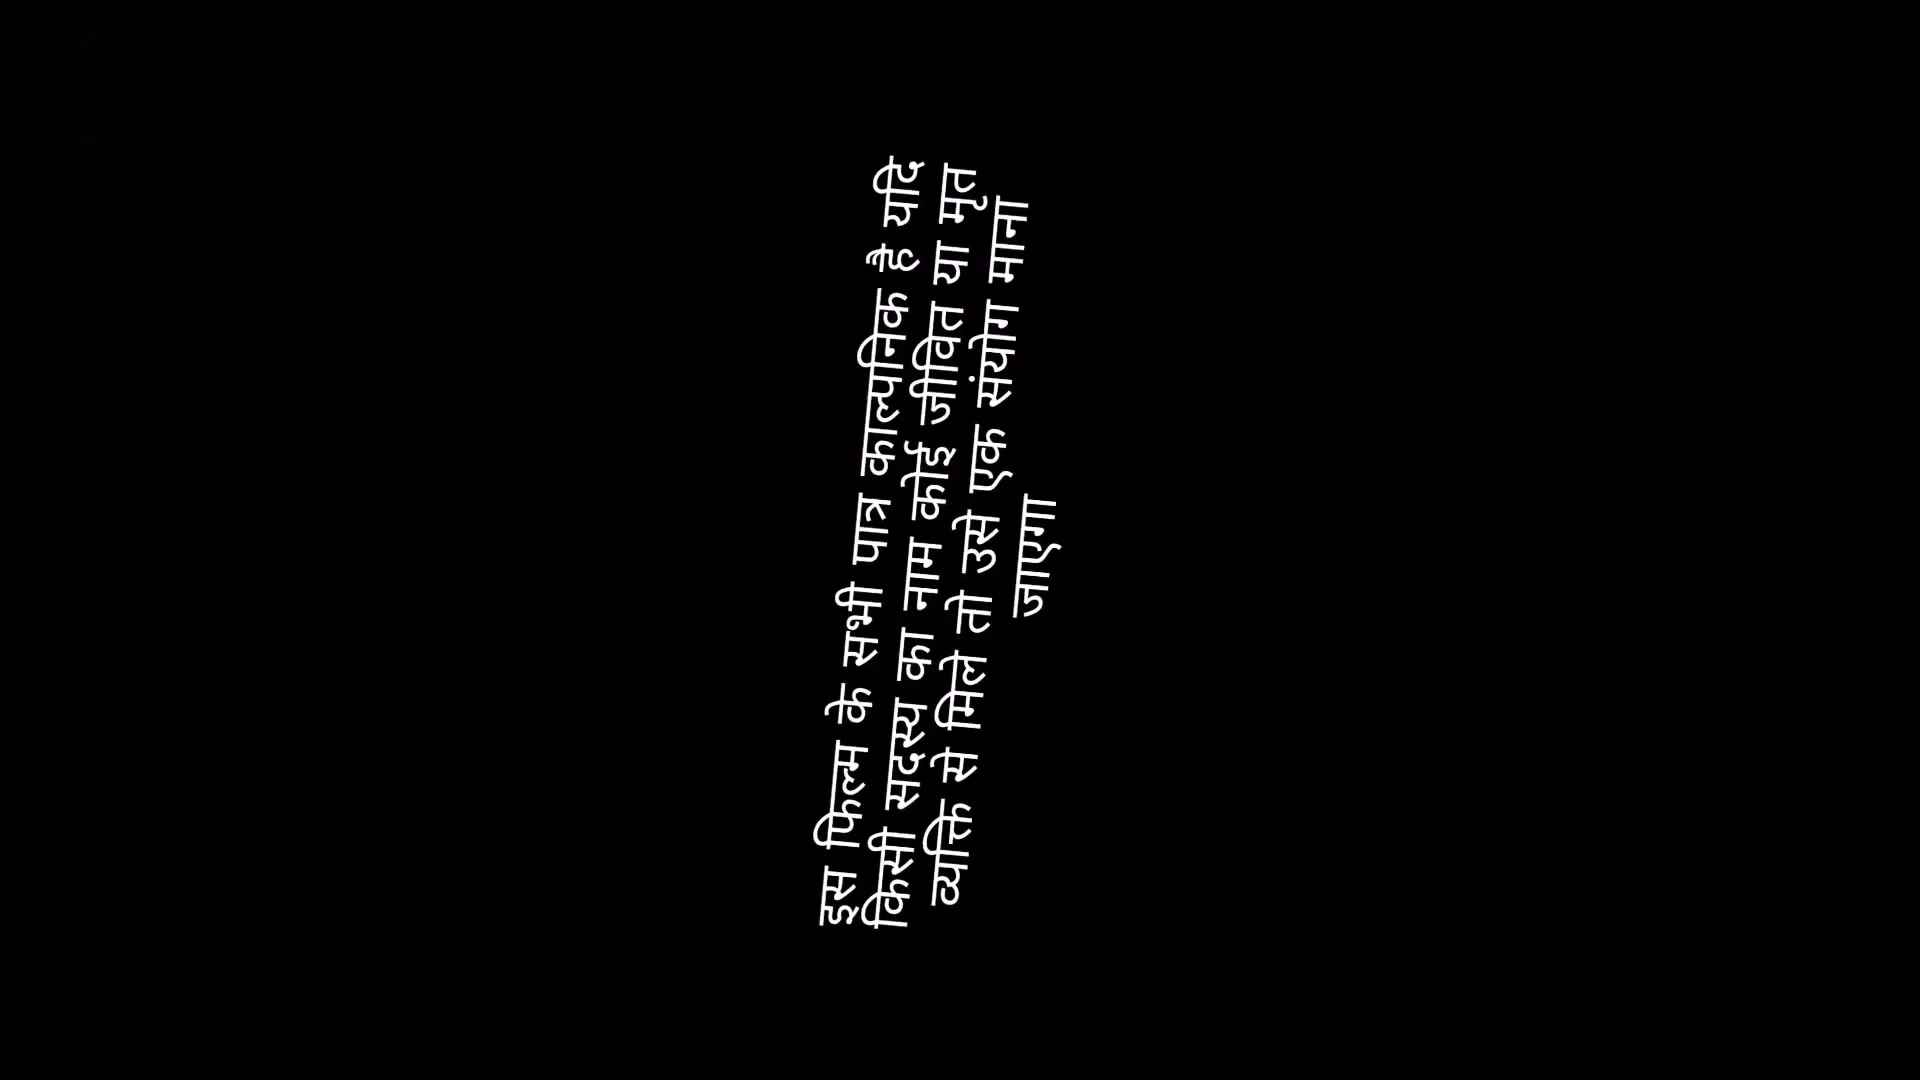 इस फिल्म के सभी पात्र काल्पनिक है यदि
किसी सदस्य का नाम कोई जीवित या मृत
व्यक्ति से मिले तो उसे एक संयोग माना
जाएगा